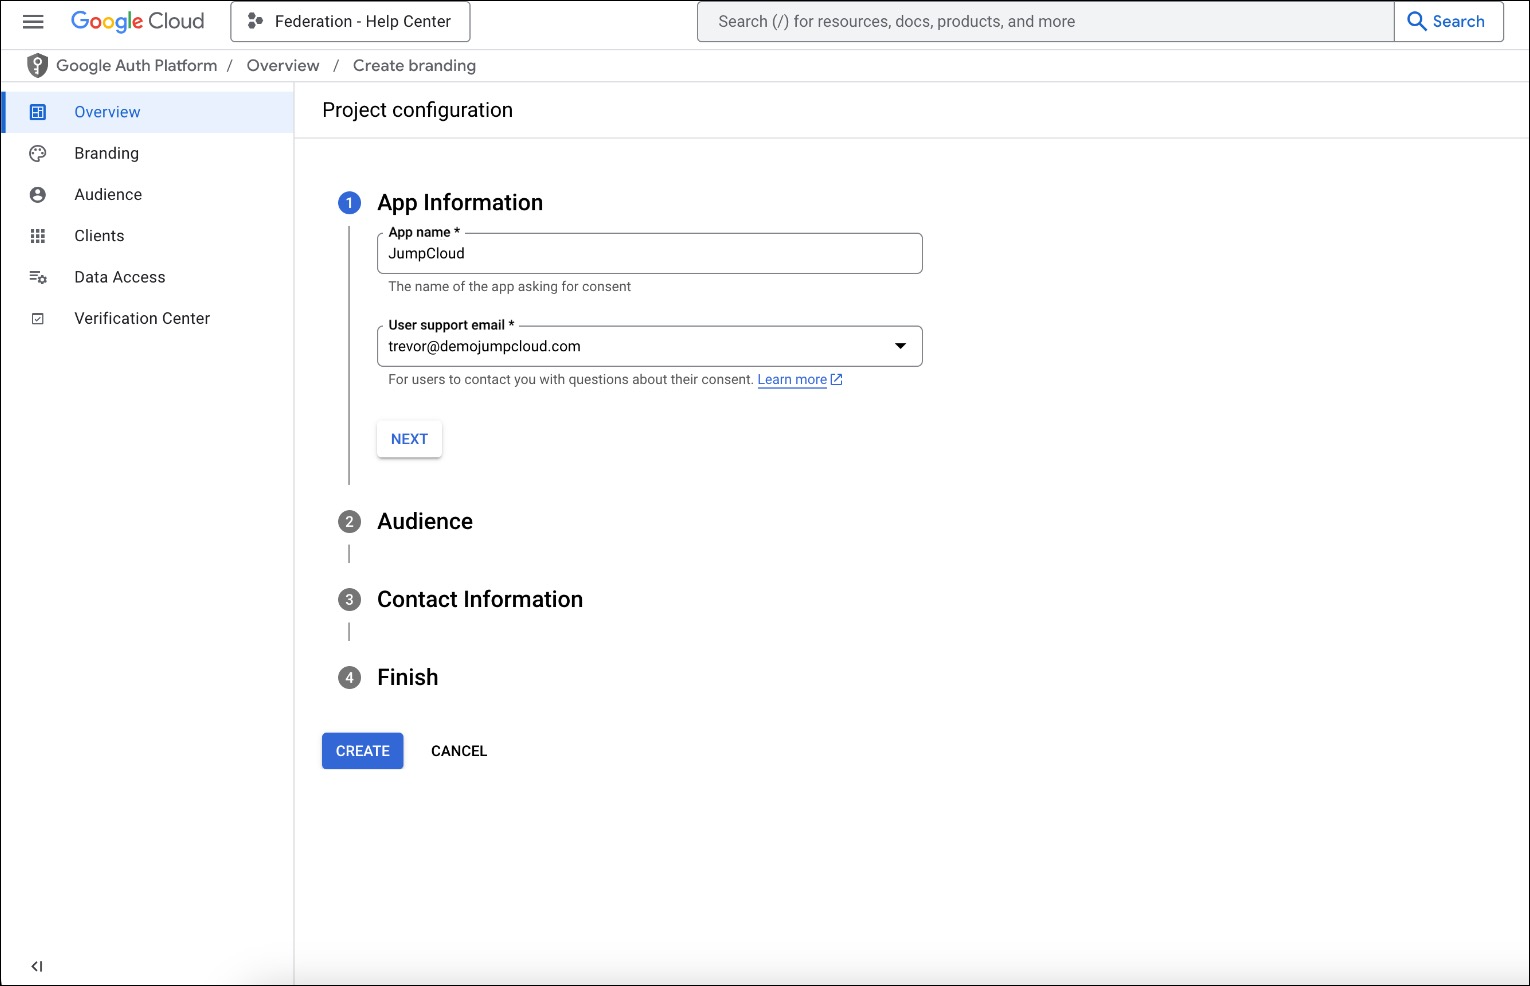 Google Cloud
Federation - Help Center
Search (/) for resources, docs, products, and more
Search
Google Auth Platform / Overview / Create branding
Overview
Branding
Audience
Clients
Data Access
Verification Center
Project configuration
1 App Information
App name *
JumpCloud
The name of the app asking for consent
User support email *
trevor@demojumpcloud.com
For users to contact you with questions about their consent. Learn more
NEXT
2 Audience
3 Contact Information
4 Finish
CREATE CANCEL